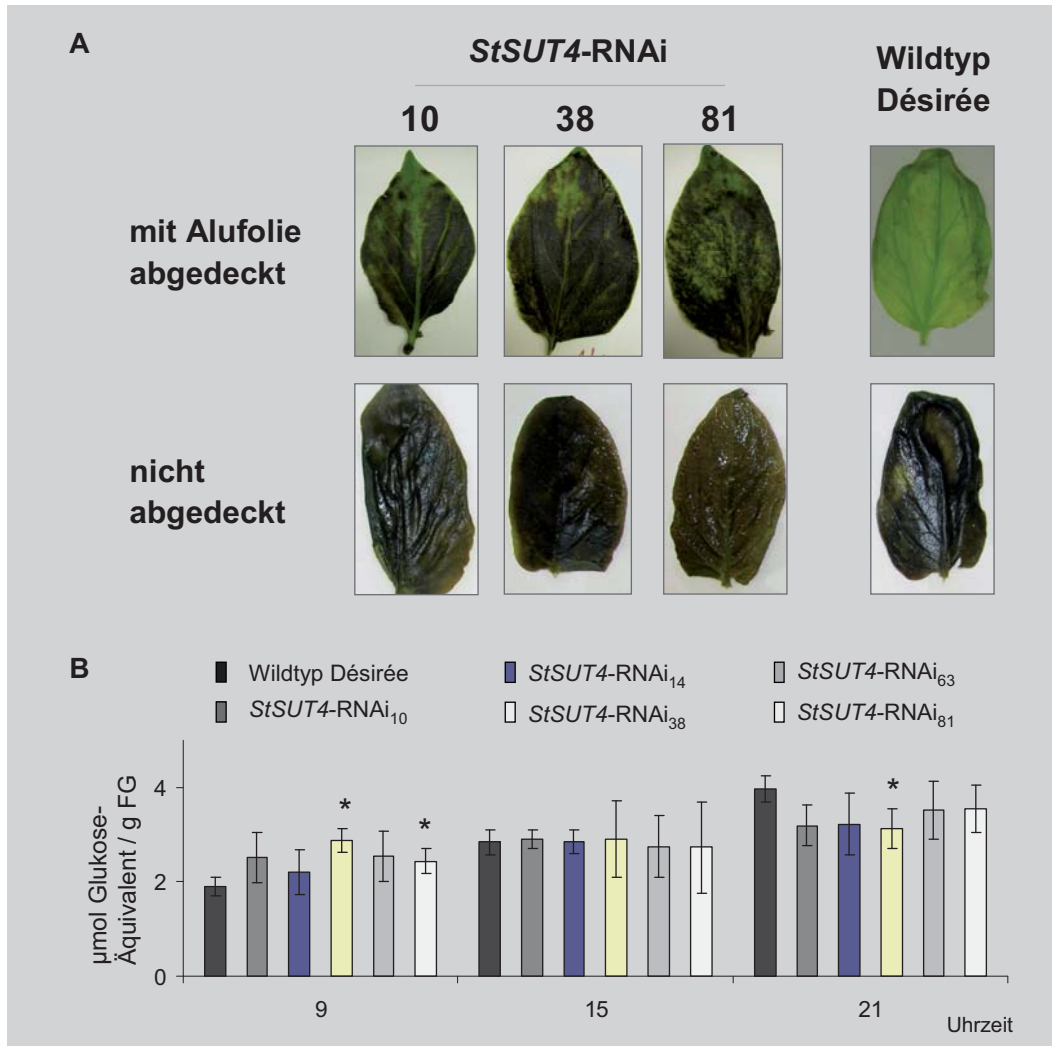 A
StSUT4-RNAi
Wildtyp
Désirée
10 38 81
mit Alufolie
abgedeckt
nicht
abgedeckt
B
Wildtyp Désirée
StSUT4-RNAi14
StSUT4-RNAi63
StSUT4-RNAi10
StSUT4-RNAi38
StSUT4-RNAi81
µmol Glukose-
Äquivalent / g FG
4
2
0
* * *
9 15 21
Uhrzeit